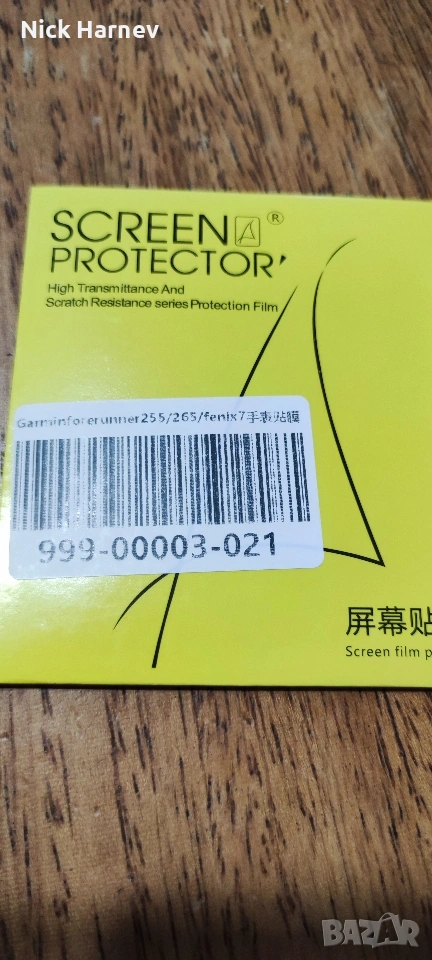 Nick Harnev
SCREEN A ®
PROTECTOR'
High Transmittance And
Scratch Resistance series Protection Film
Garminforerunner255/265/fenix7手表贴膜
999-00003-021
屏幕贴
Screen film p
BAZAR